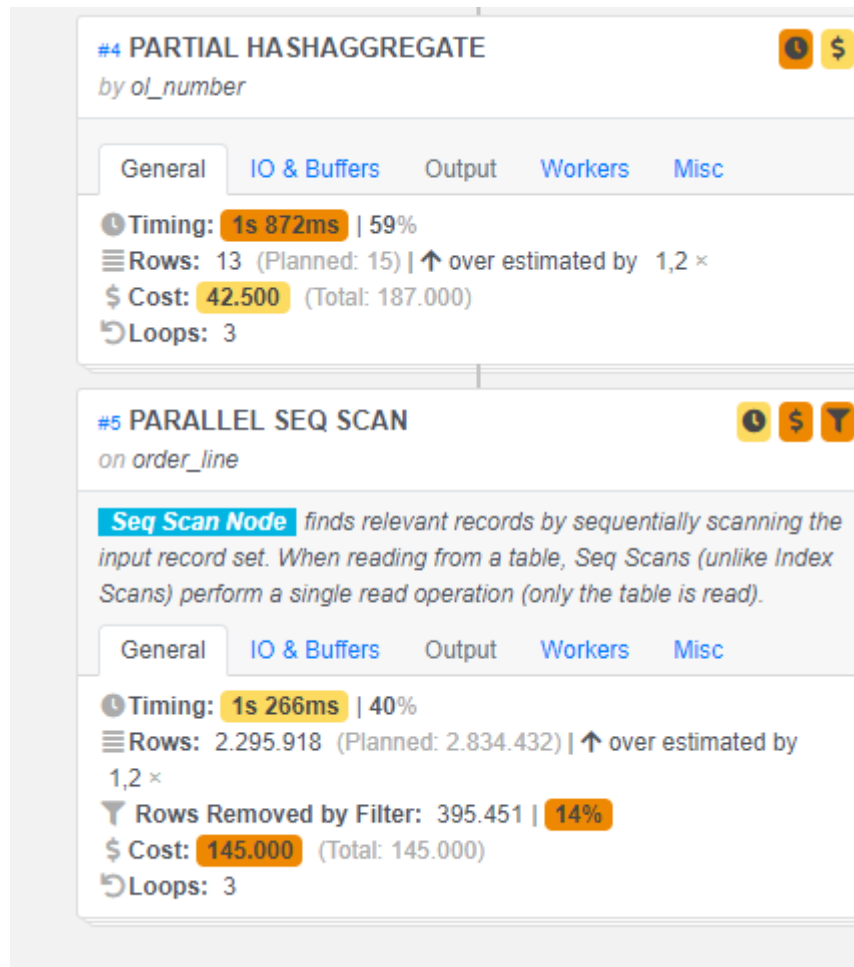 #4 PARTIAL HASHAGGREGATE
$
by ol_number
General IO & Buffers Output Workers Misc
Timing: 1s 872ms | 59%
Rows: 13 (Planned: 15) | ↑ over estimated by 1,2 ×
$ Cost: 42.500 (Total: 187.000)
Loops: 3
#5 PARALLEL SEQ SCAN
$
on order_line
Seq Scan Node finds relevant records by sequentially scanning the
input record set. When reading from a table, Seq Scans (unlike Index
Scans) perform a single read operation (only the table is read).
General IO & Buffers Output Workers Misc
Timing: 1s 266ms | 40%
Rows: 2.295.918 (Planned: 2.834.432) | ↑ over estimated by
1,2 ×
Rows Removed by Filter: 395.451 | 14%
$ Cost: 145.000 (Total: 145.000)
Loops: 3